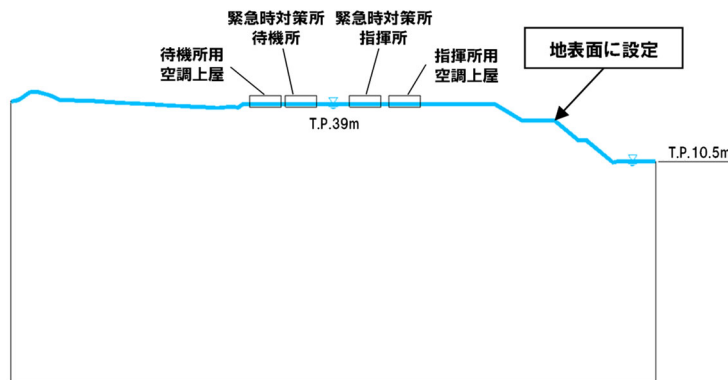 緊急時対策所
待機所
緊急時対策所
指揮所
待機所用
空調上屋
指揮所用
空調上屋
地表面に設定
T.P.39m
T.P.10.5m